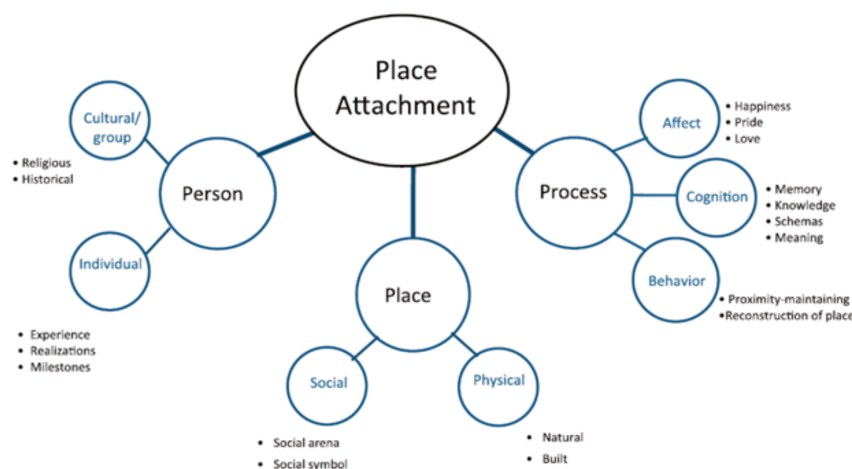 Place
Attachment
Cultural/
group
• Religious
• Historical
Person
Individual
• Experience
• Realizations
• Milestones
Place
Social
• Social arena
• Social symbol
Physical
• Natural
• Built
Process
Affect
• Happiness
• Pride
• Love
Cognition
• Memory
• Knowledge
• Schemas
• Meaning
Behavior
• Proximity-maintaining
•Reconstruction of place